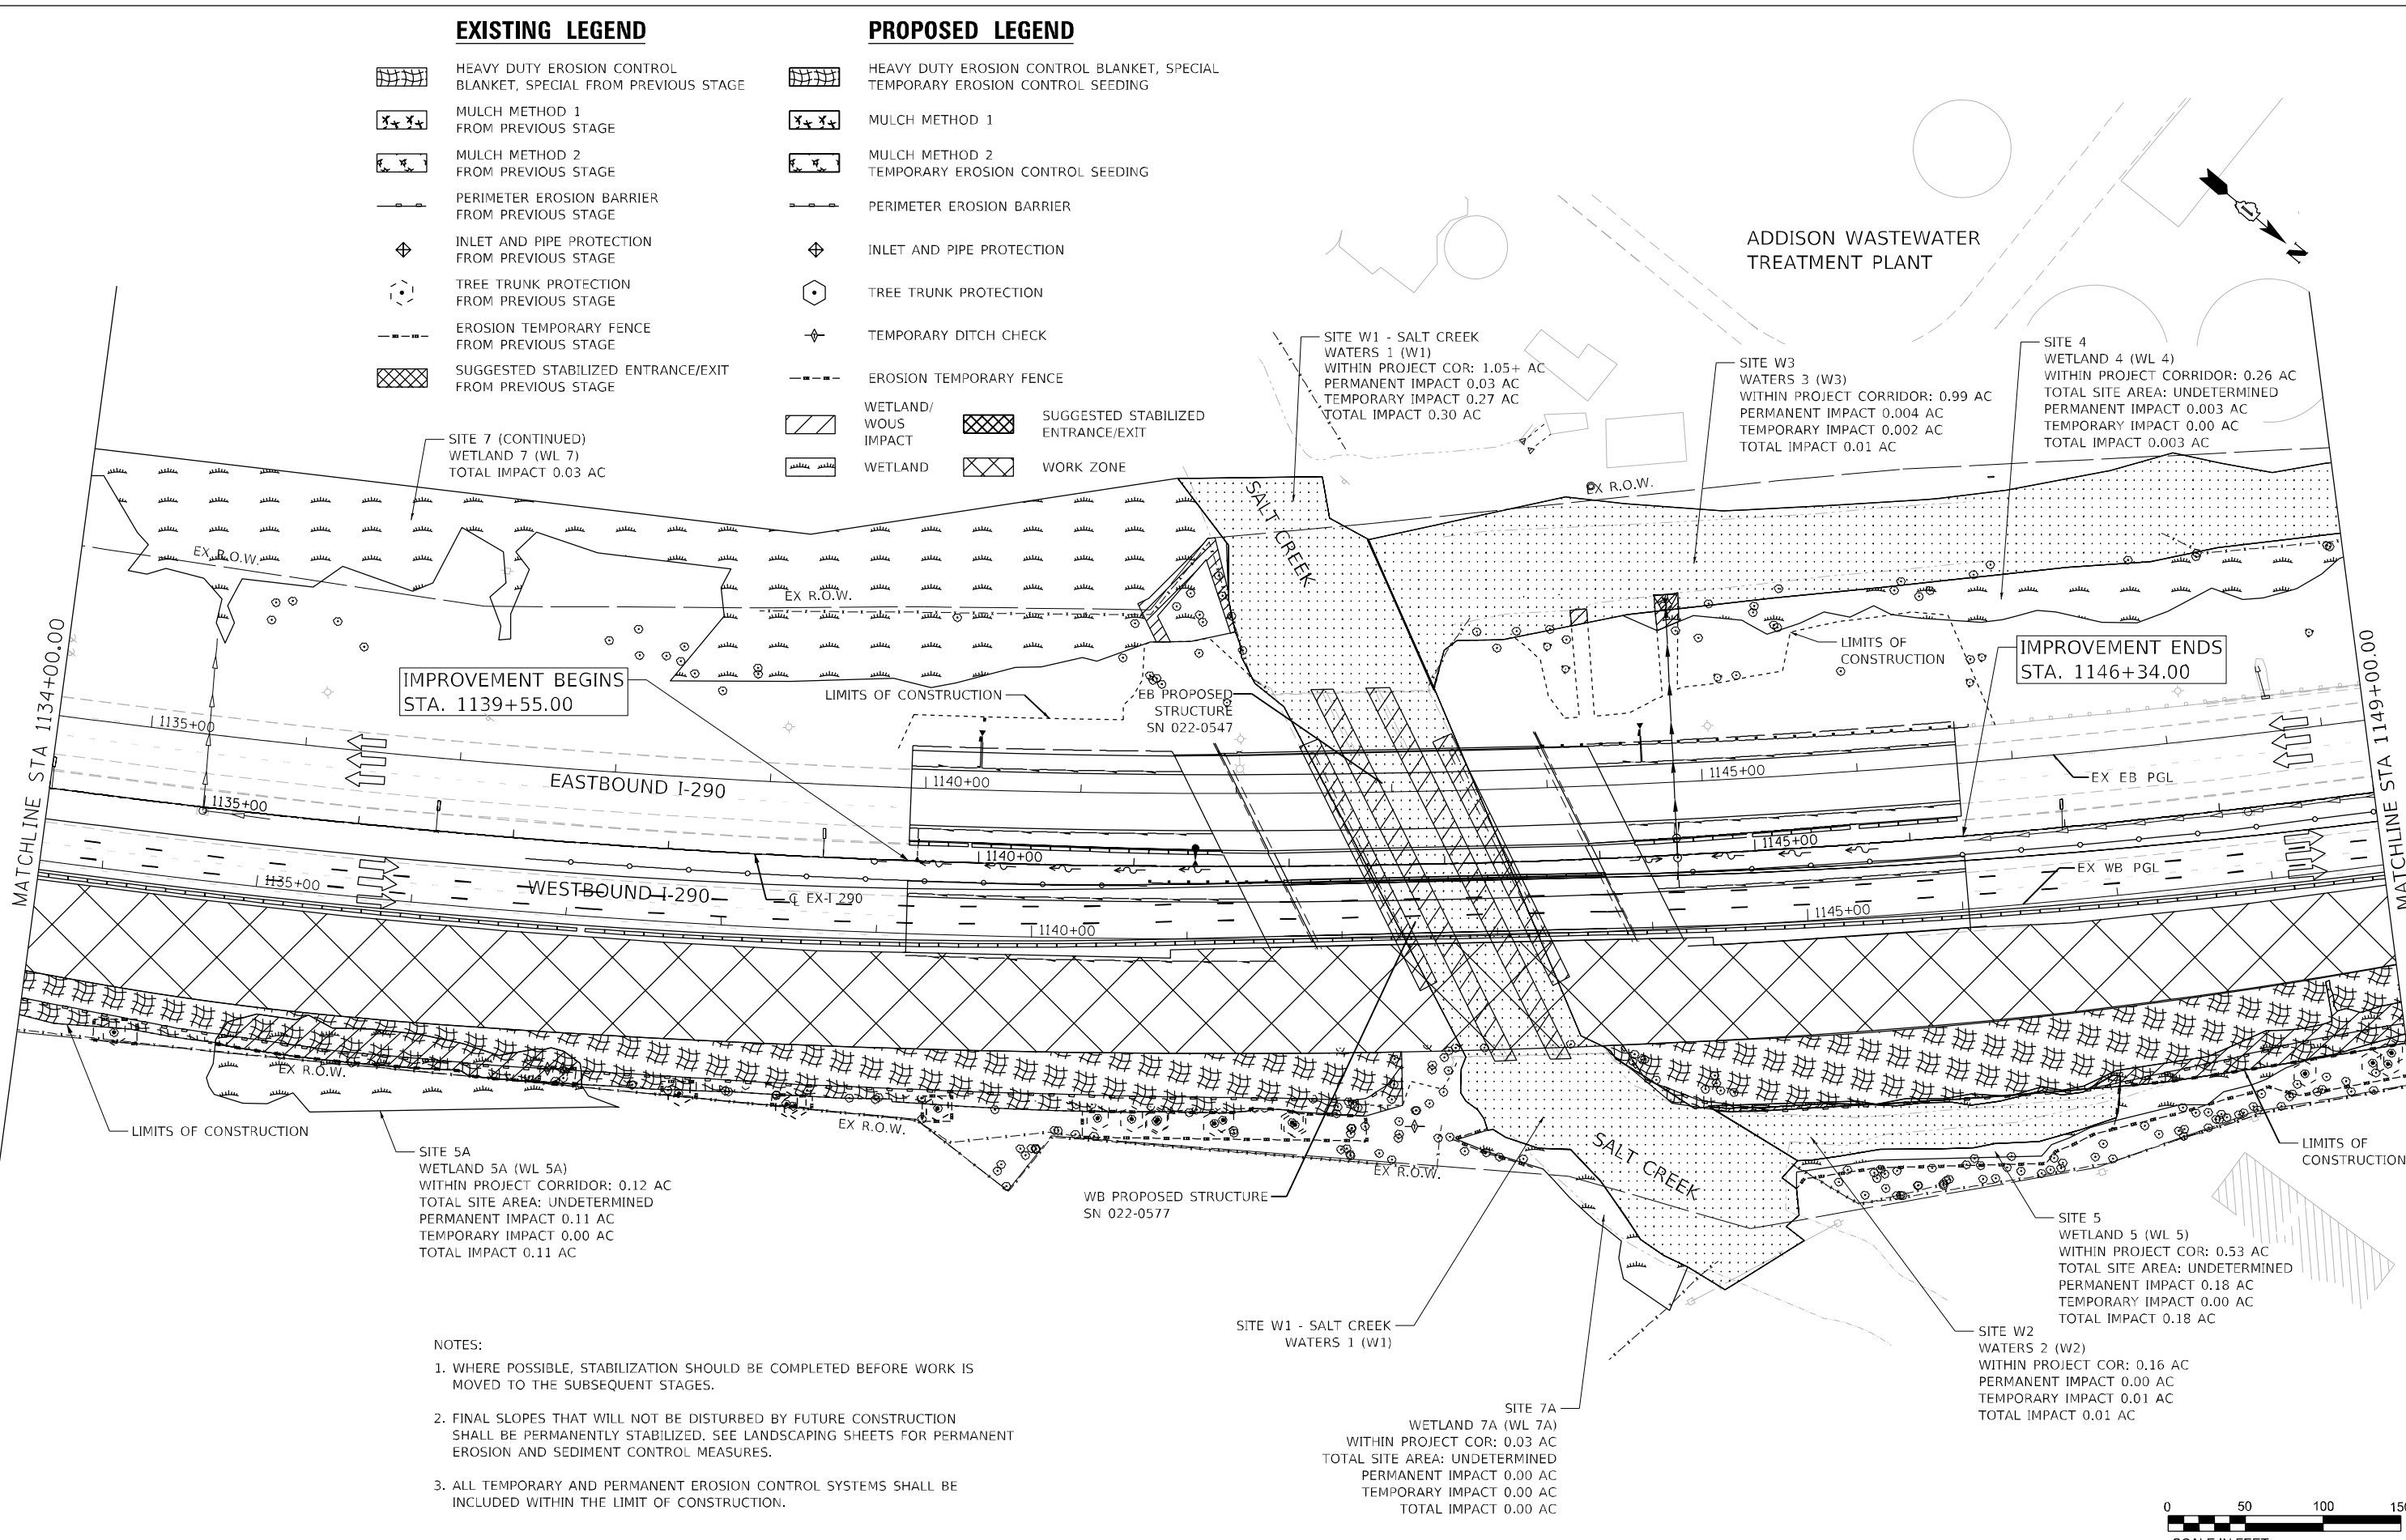 EXISTING LEGEND
HEAVY DUTY EROSION CONTROL
BLANKET, SPECIAL FROM PREVIOUS STAGE
MULCH METHOD 1
FROM PREVIOUS STAGE
MULCH METHOD 2
FROM PREVIOUS STAGE
PERIMETER EROSION BARRIER
FROM PREVIOUS STAGE
INLET AND PIPE PROTECTION
FROM PREVIOUS STAGE
TREE TRUNK PROTECTION
FROM PREVIOUS STAGE
EROSION TEMPORARY FENCE
FROM PREVIOUS STAGE
SUGGESTED STABILIZED ENTRANCE/EXIT
FROM PREVIOUS STAGE
PROPOSED LEGEND
HEAVY DUTY EROSION CONTROL BLANKET, SPECIAL
TEMPORARY EROSION CONTROL SEEDING
MULCH METHOD 1
MULCH METHOD 2
TEMPORARY EROSION CONTROL SEEDING
PERIMETER EROSION BARRIER
INLET AND PIPE PROTECTION
TREE TRUNK PROTECTION
TEMPORARY DITCH CHECK
EROSION TEMPORARY FENCE
WETLAND/
WOUS
IMPACT
SUGGESTED STABILIZED
ENTRANCE/EXIT
WETLAND
WORK ZONE
ADDISON WASTEWATER
TREATMENT PLANT
N
SITE 7 (CONTINUED)
WETLAND 7 (WL 7)
TOTAL IMPACT 0.03 AC
SITE W1 - SALT CREEK
WATERS 1 (W1)
WITHIN PROJECT COR: 1.05+ AC
PERMANENT IMPACT 0.03 AC
TEMPORARY IMPACT 0.27 AC
TOTAL IMPACT 0.30 AC
SITE W3
WATERS 3 (W3)
WITHIN PROJECT CORRIDOR: 0.99 AC
PERMANENT IMPACT 0.004 AC
TEMPORARY IMPACT 0.002 AC
TOTAL IMPACT 0.01 AC
SITE 4
WETLAND 4 (WL 4)
WITHIN PROJECT CORRIDOR: 0.26 AC
TOTAL SITE AREA: UNDETERMINED
PERMANENT IMPACT 0.003 AC
TEMPORARY IMPACT 0.00 AC
TOTAL IMPACT 0.003 AC
EX R.O.W.
SALT CREEK
EX R.O.W.
EX R.O.W.
MATCHLINE STA 1134+00.00
IMPROVEMENT BEGINS
STA. 1139+55.00
LIMITS OF CONSTRUCTION
EB PROPOSED
STRUCTURE
SN 022-0547
LIMITS OF
CONSTRUCTION
IMPROVEMENT ENDS
STA. 1146+34.00
MATCHLINE STA 1149+00.00
1135+00
EASTBOUND I-290
1140+00
1145+00
EX EB PGL
1135+00
1140+00
1145+00
1135+00
WESTBOUND I-290
℄ EX-I 290
1140+00
1145+00
EX WB PGL
EX R.O.W.
EX R.O.W.
EX R.O.W.
LIMITS OF CONSTRUCTION
SITE 5A
WETLAND 5A (WL 5A)
WITHIN PROJECT CORRIDOR: 0.12 AC
TOTAL SITE AREA: UNDETERMINED
PERMANENT IMPACT 0.11 AC
TEMPORARY IMPACT 0.00 AC
TOTAL IMPACT 0.11 AC
WB PROPOSED STRUCTURE
SN 022-0577
SALT CREEK
LIMITS OF
CONSTRUCTION
SITE 5
WETLAND 5 (WL 5)
WITHIN PROJECT COR: 0.53 AC
TOTAL SITE AREA: UNDETERMINED
PERMANENT IMPACT 0.18 AC
TEMPORARY IMPACT 0.00 AC
TOTAL IMPACT 0.18 AC
SITE W1 - SALT CREEK
WATERS 1 (W1)
SITE W2
WATERS 2 (W2)
WITHIN PROJECT COR: 0.16 AC
PERMANENT IMPACT 0.00 AC
TEMPORARY IMPACT 0.01 AC
TOTAL IMPACT 0.01 AC
SITE 7A
WETLAND 7A (WL 7A)
WITHIN PROJECT COR: 0.03 AC
TOTAL SITE AREA: UNDETERMINED
PERMANENT IMPACT 0.00 AC
TEMPORARY IMPACT 0.00 AC
TOTAL IMPACT 0.00 AC
NOTES:
1. WHERE POSSIBLE, STABILIZATION SHOULD BE COMPLETED BEFORE WORK IS
MOVED TO THE SUBSEQUENT STAGES.
2. FINAL SLOPES THAT WILL NOT BE DISTURBED BY FUTURE CONSTRUCTION
SHALL BE PERMANENTLY STABILIZED. SEE LANDSCAPING SHEETS FOR PERMANENT
EROSION AND SEDIMENT CONTROL MEASURES.
3. ALL TEMPORARY AND PERMANENT EROSION CONTROL SYSTEMS SHALL BE
INCLUDED WITHIN THE LIMIT OF CONSTRUCTION.
0 50 100